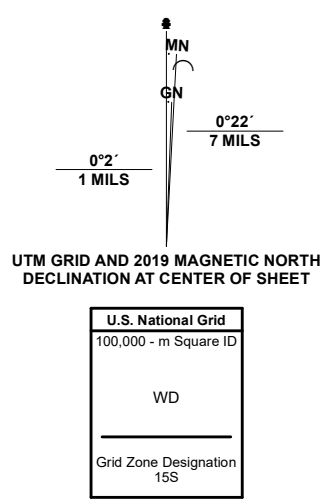 MN
GN
0°22´
7 MILS
0°2´
1 MILS
UTM GRID AND 2019 MAGNETIC NORTH
DECLINATION AT CENTER OF SHEET
U.S. National Grid
100,000 - m Square ID
WD
Grid Zone Designation
15S